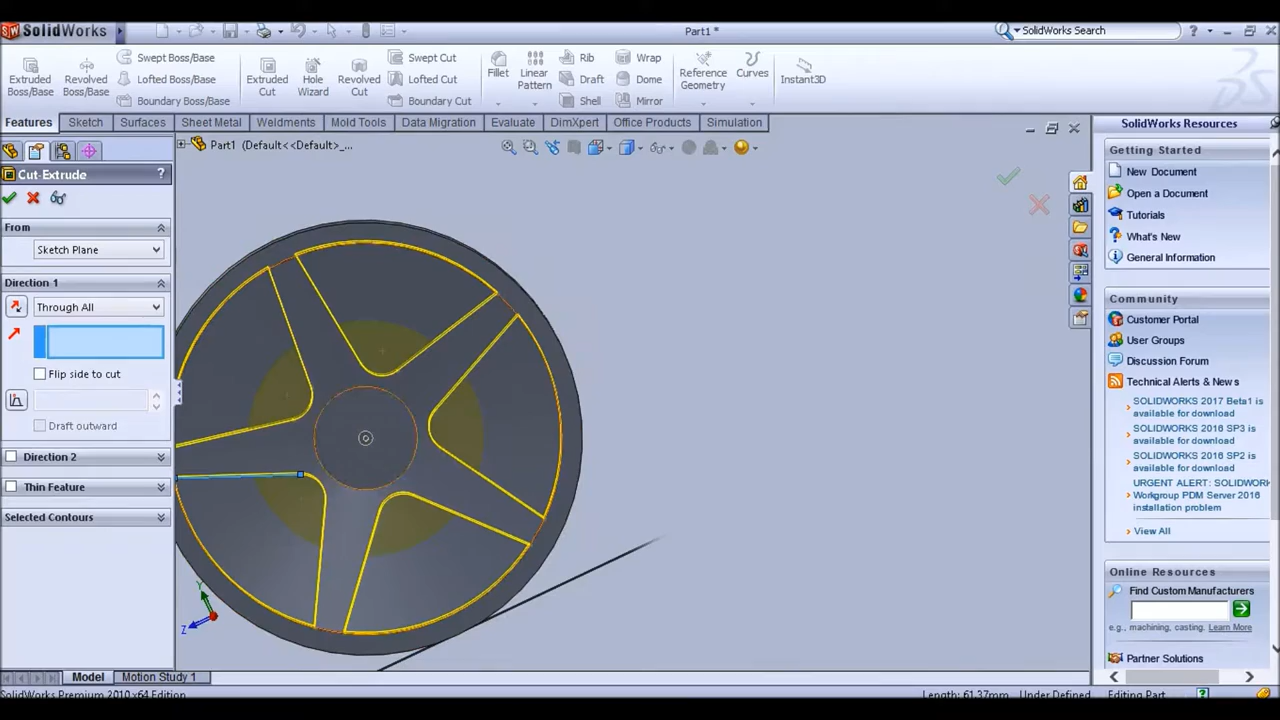 SolidWorks
Part1 *
SolidWorks Search
?
Extruded Boss/Base
Revolved Boss/Base
Swept Boss/Base
Lofted Boss/Base
Boundary Boss/Base
Extruded Cut
Hole Wizard
Revolved Cut
Swept Cut
Lofted Cut
Boundary Cut
Fillet
Linear Pattern
Rib
Draft
Shell
Wrap
Dome
Mirror
Reference Geometry
Curves
Instant3D
Features
Sketch
Surfaces
Sheet Metal
Weldments
Mold Tools
Data Migration
Evaluate
DimXpert
Office Products
Simulation
Part1 (Default<<Default>_...
Cut-Extrude
?
From
Sketch Plane
Direction 1
Through All
Flip side to cut
Draft outward
Direction 2
Thin Feature
Selected Contours
Y
Z
SolidWorks Resources
Getting Started
New Document
Open a Document
Tutorials
What's New
General Information
Community
Customer Portal
User Groups
Discussion Forum
Technical Alerts & News
SOLIDWORKS 2017 Beta1 is
available for download
SOLIDWORKS 2016 SP3 is
available for download
SOLIDWORKS 2016 SP2 is
available for download
URGENT ALERT: SOLIDWORK
Workgroup PDM Server 2016
installation problem
View All
Online Resources
Find Custom Manufacturers
e.g., machining, casting. Learn More
Partner Solutions
Model
Motion Study 1
SolidWorks Premium 2010 x64 Edition
Length: 61.37mm
Under Defined
Editing Part
?